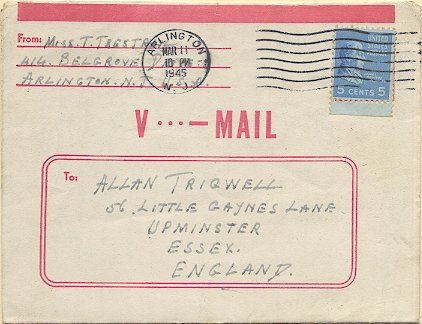 From: Miss. T. Trestr
414. Belgrove
Arlington. N. J. U.S.A.
ARLINGTON
MAR 11
10 PM
1945
N. J.
UNITED STATES
5 CENTS 5
V ···— MAIL
To:
ALLAN TRIGWELL
56, LITTLE GAYNES LANE
UPMINSTER
ESSEX.
ENGLAND.